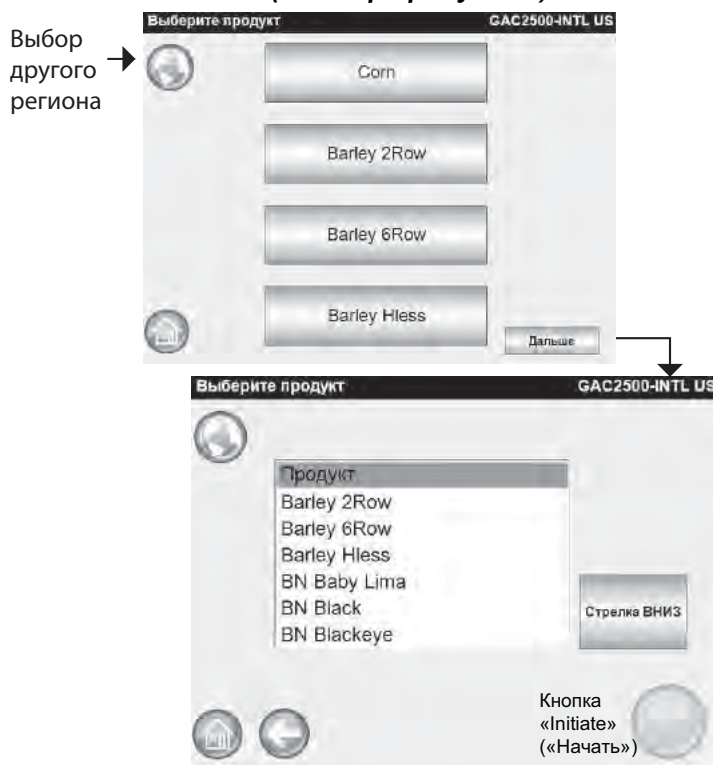 Выберите продукт GAC2500-INTL US
Выбор
другого
региона
Corn
Barley 2Row
Barley 6Row
Barley Hless
Дальше
Выберите продукт GAC2500-INTL US
Продукт
Barley 2Row
Barley 6Row
Barley Hless
BN Baby Lima
BN Black
BN Blackeye
Стрелка ВНИЗ
Кнопка
«Initiate»
(«Начать»)